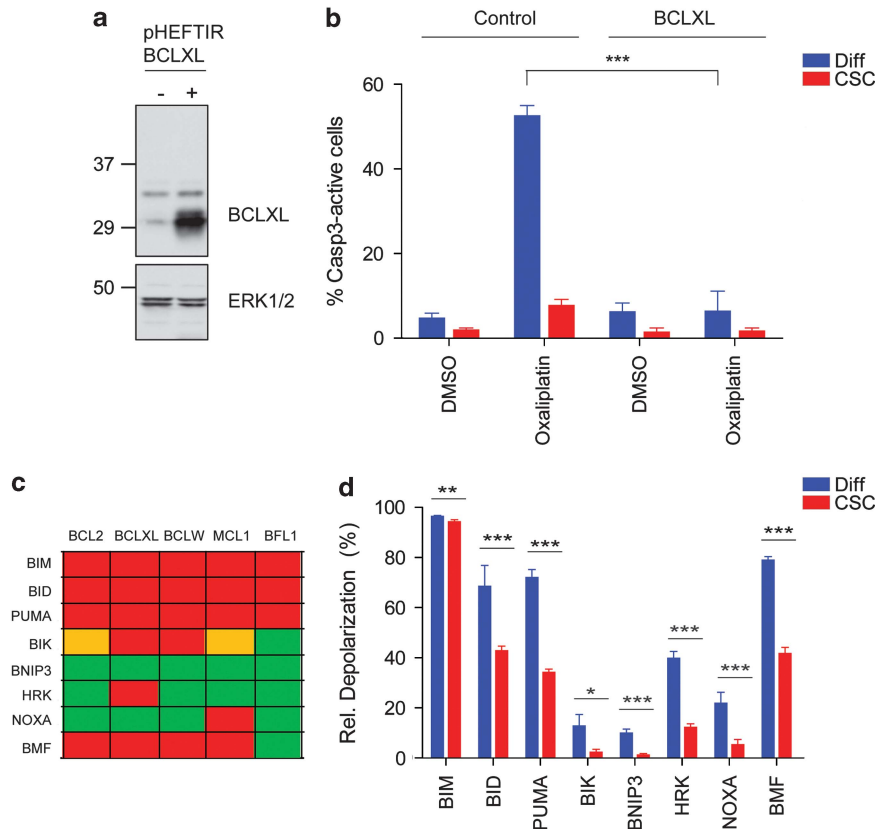 a
pHEFTIR
BCLXL
- +
37
29
BCLXL
50
ERK1/2
b
Control BCLXL
Diff
CSC
***
% Casp3-active cells
60
40
20
0
DMSO Oxaliplatin DMSO Oxaliplatin
c
BCL2 BCLXL BCLW MCL1 BFL1
BIM
BID
PUMA
BIK
BNIP3
HRK
NOXA
BMF
d
Diff
CSC
Rel. Depolarization (%)
100
80
60
40
20
0
** *** *** * *** *** *** ***
BIM BID PUMA BIK BNIP3 HRK NOXA BMF